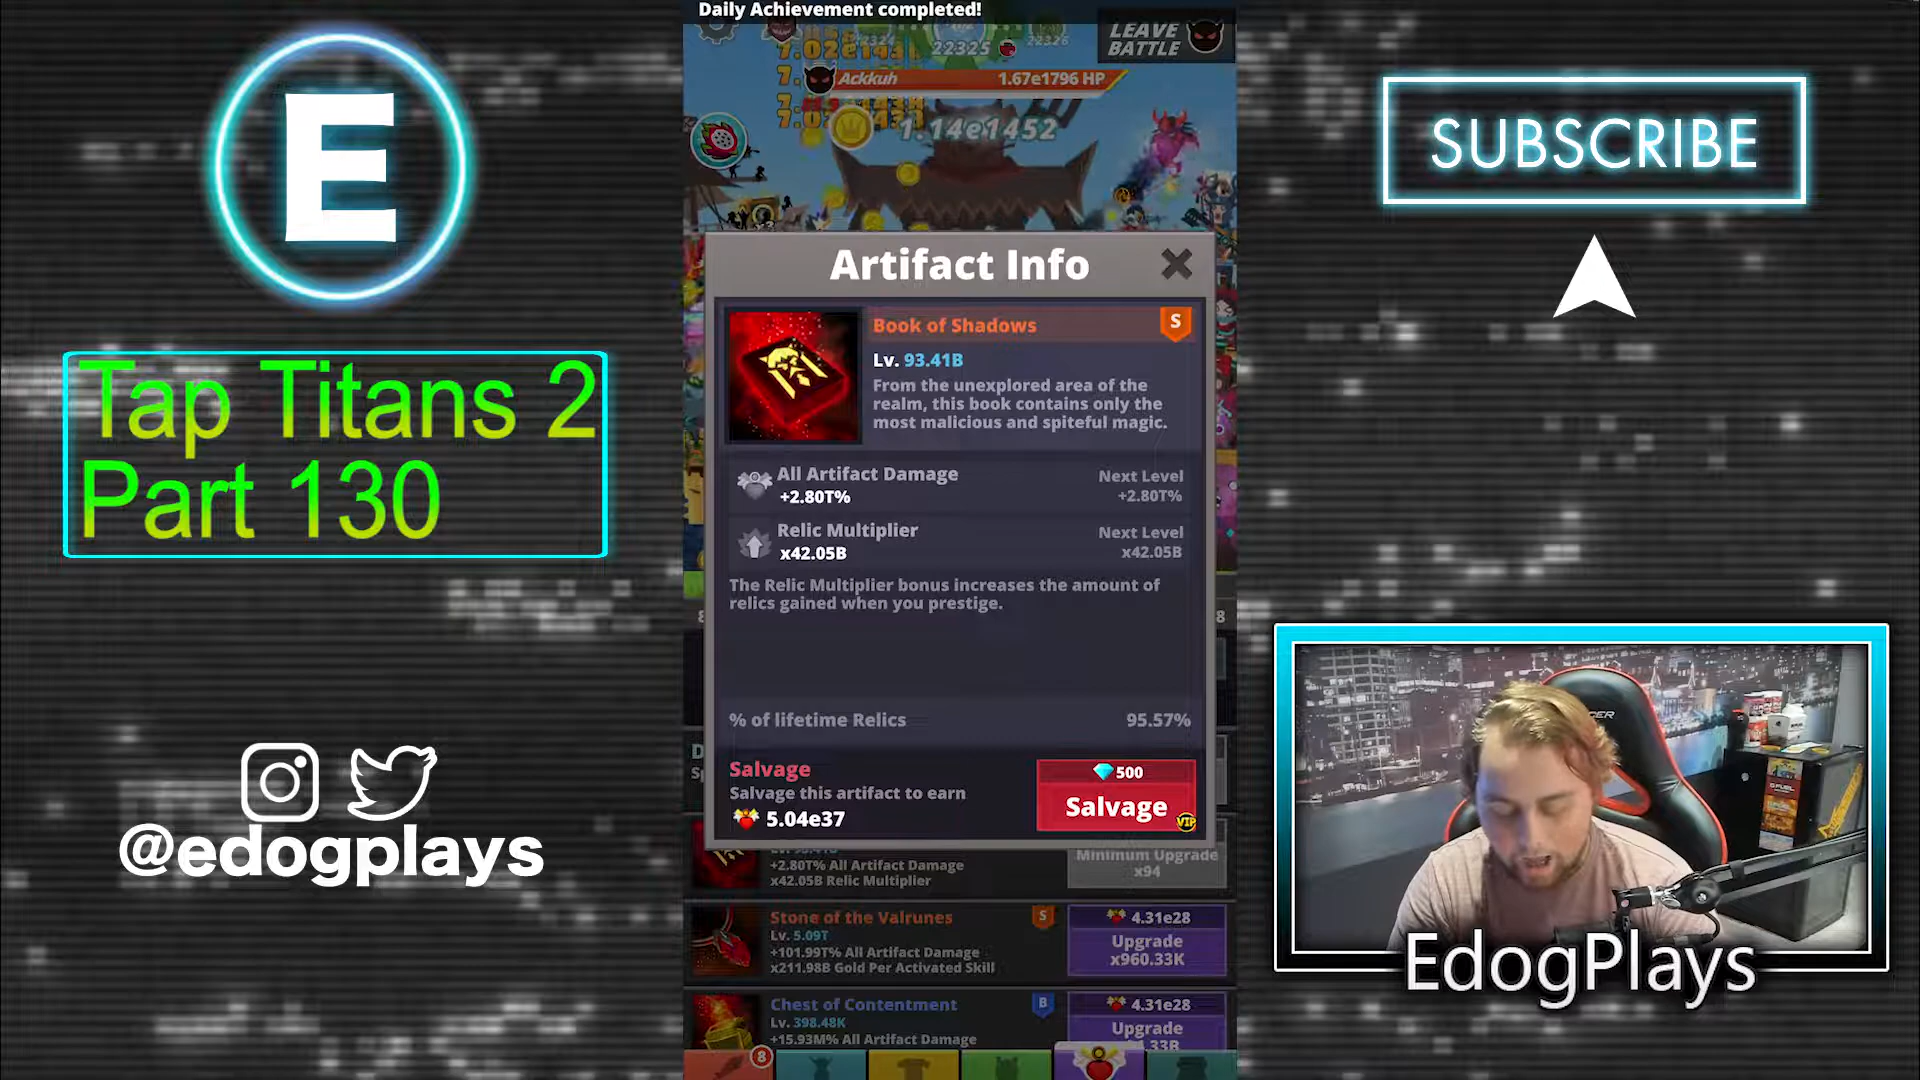 Daily Achievement completed!
E
Tap Titans 2
Part 130
@edogplays
22324
22325
22326
LEAVE
BATTLE
Ackkuh
1.67e1796 HP
1.14e1452
Artifact Info
Book of Shadows
S
Lv. 93.41B
From the unexplored area of the
realm, this book contains only the
most malicious and spiteful magic.
All Artifact Damage
+2.80T%
Next Level
+2.80T%
Relic Multiplier
x42.05B
Next Level
x42.05B
The Relic Multiplier bonus increases the amount of
relics gained when you prestige.
% of lifetime Relics
95.57%
Salvage
Salvage this artifact to earn
5.04e37
500
Salvage
VIP
+2.80T% All Artifact Damage
x42.05B Relic Multiplier
Minimum Upgrade
x94
Stone of the Valrunes
S
Lv. 5.09T
+101.99T% All Artifact Damage
x211.98B Gold Per Activated Skill
4.31e28
Upgrade
x960.33K
Chest of Contentment
B
Lv. 398.48K
+15.93M% All Artifact Damage
4.31e28
Upgrade
8
SUBSCRIBE
EdogPlays